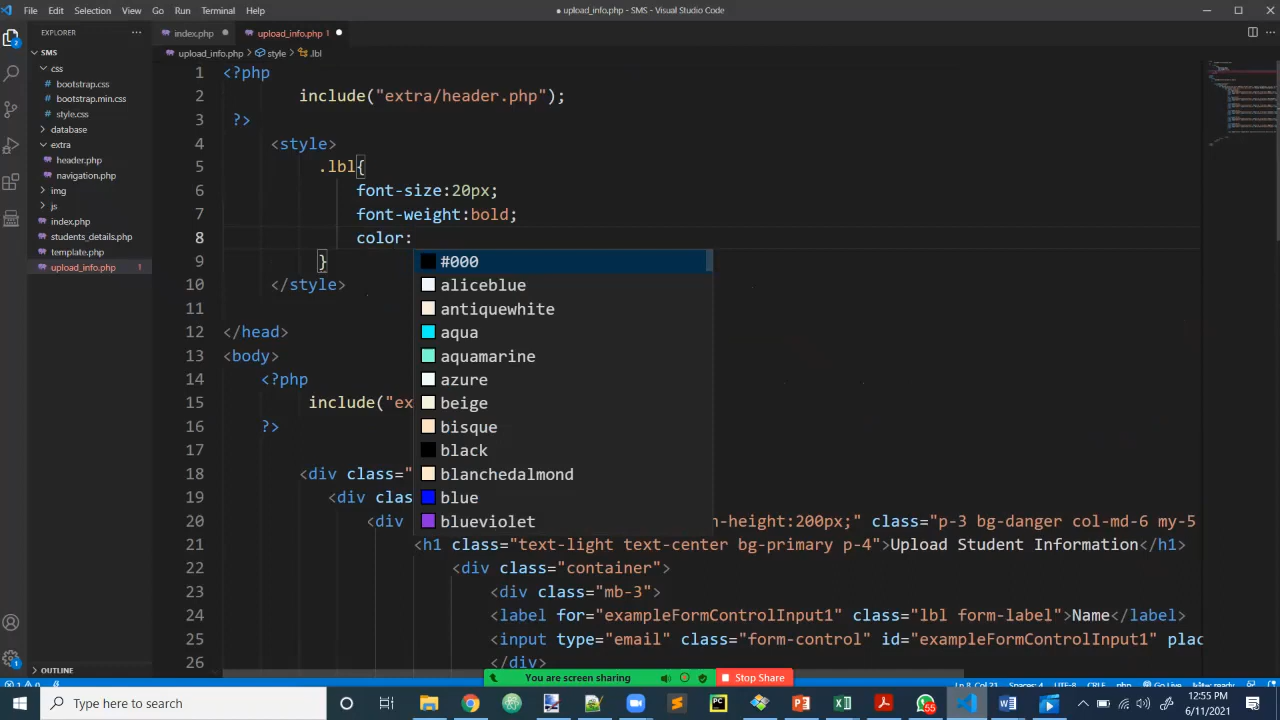 File Edit Selection View Go Run Terminal Help
● upload_info.php - SMS - Visual Studio Code
EXPLORER
index.php
upload_info.php 1
SMS
upload_info.php > style > .lbl
css
bootstrap.css
bootstrap.min.css
style.css
database
extra
header.php
navigation.php
img
js
index.php
students_details.php
template.php
upload_info.php 1
OUTLINE
1 <?php
2 include("extra/header.php");
3 ?>
4 <style>
5 .lbl{
6 font-size:20px;
7 font-weight:bold;
8 color:
9 }
10 </style>
11
12 </head>
13 <body>
14 <?php
15 include("ex
16 ?>
17
18 <div class="
19 <div clas
20 <div n-height:200px;" class="p-3 bg-danger col-md-6 my-5
21 <h1 class="text-light text-center bg-primary p-4">Upload Student Information</h1>
22 <div class="container">
23 <div class="mb-3">
24 <label for="exampleFormControlInput1" class="lbl form-label">Name</label>
25 <input type="email" class="form-control" id="exampleFormControlInput1" plac
26 </div>
#000
aliceblue
antiquewhite
aqua
aquamarine
azure
beige
bisque
black
blanchedalmond
blue
blueviolet
You are screen sharing
Stop Share
Type here to search
55
12:55 PM
6/11/2021